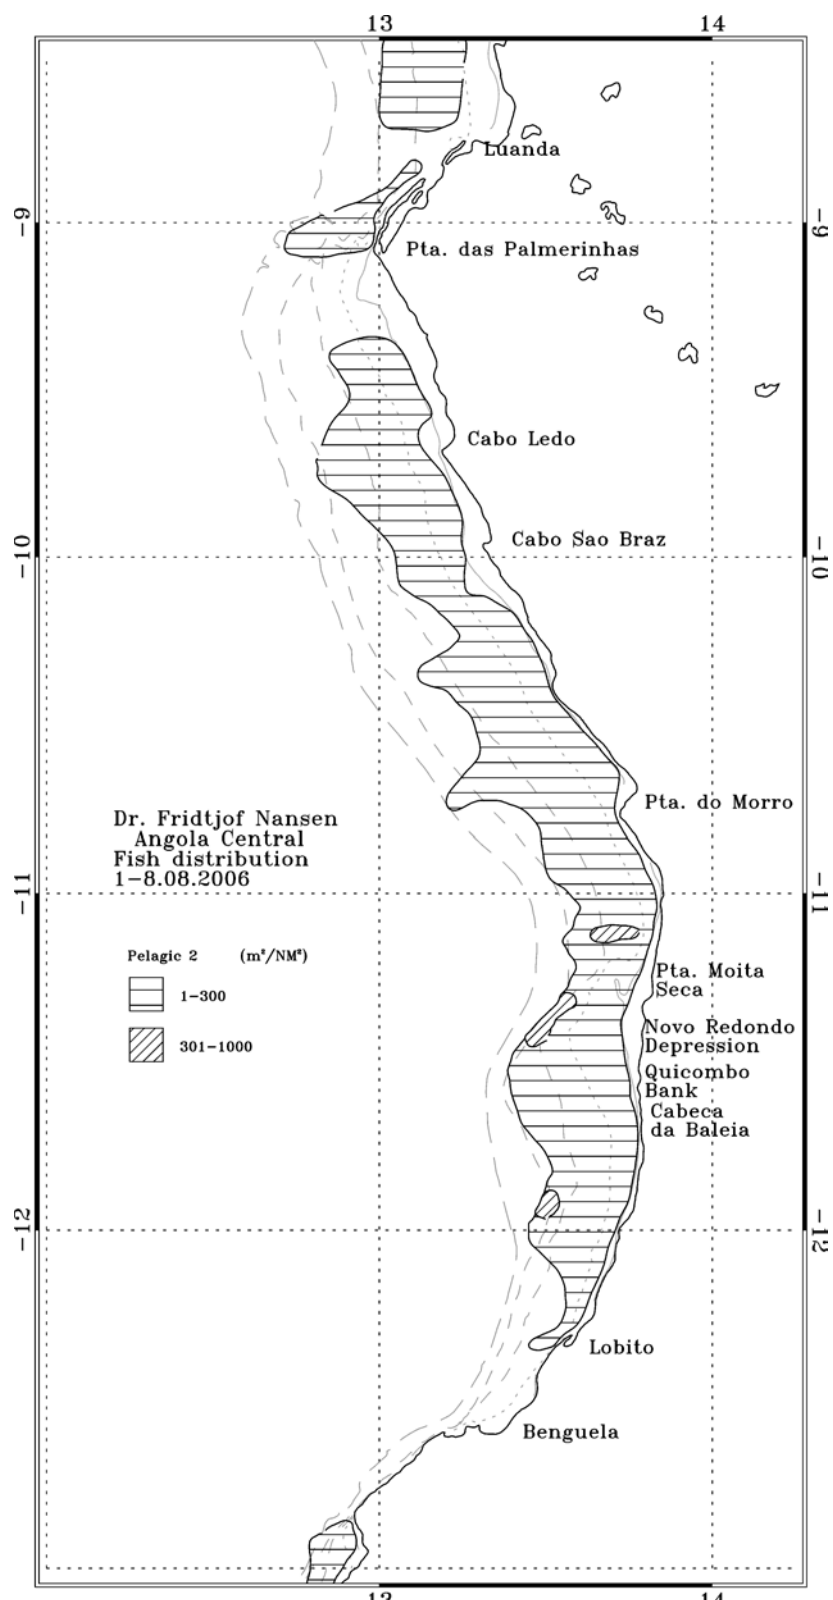 13 14
Luanda
-9 -9
Pta. das Palmerinhas
Cabo Ledo
Cabo Sao Braz
-10 -10
Pta. do Morro
Dr. Fridtjof Nansen
Angola Central
Fish distribution
1-8.08.2006
-11 -11
Pelagic 2 (m²/NM²)
1-300
301-1000
Pta. Moita
Seca
Novo Redondo
Depression
Quicombo
Bank
Cabeca
da Baleia
-12 -12
Lobito
Benguela
13 14